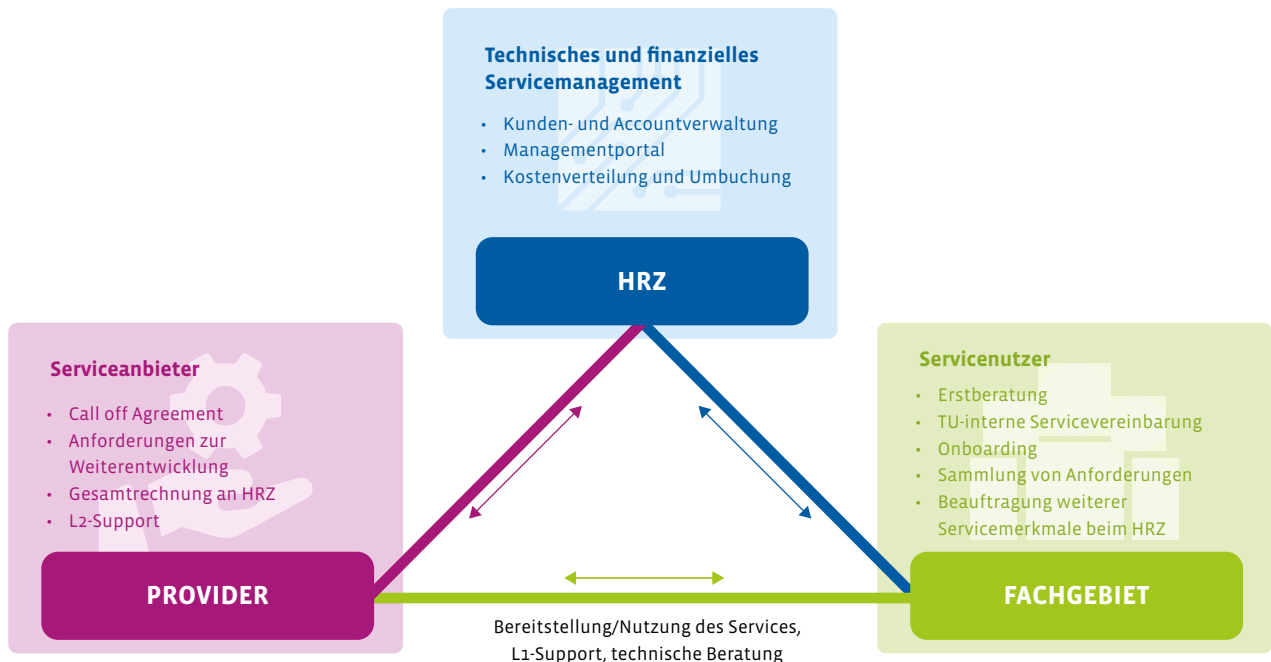 Technisches und finanzielles
Servicemanagement
• Kunden- und Accountverwaltung
• Managementportal
• Kostenverteilung und Umbuchung
HRZ
Serviceanbieter
• Call off Agreement
• Anforderungen zur
Weiterentwicklung
• Gesamtrechnung an HRZ
• L2-Support
PROVIDER
Servicenutzer
• Erstberatung
• TU-interne Servicevereinbarung
• Onboarding
• Sammlung von Anforderungen
• Beauftragung weiterer
Servicemerkmale beim HRZ
FACHGEBIET
Bereitstellung/Nutzung des Services,
L1-Support, technische Beratung